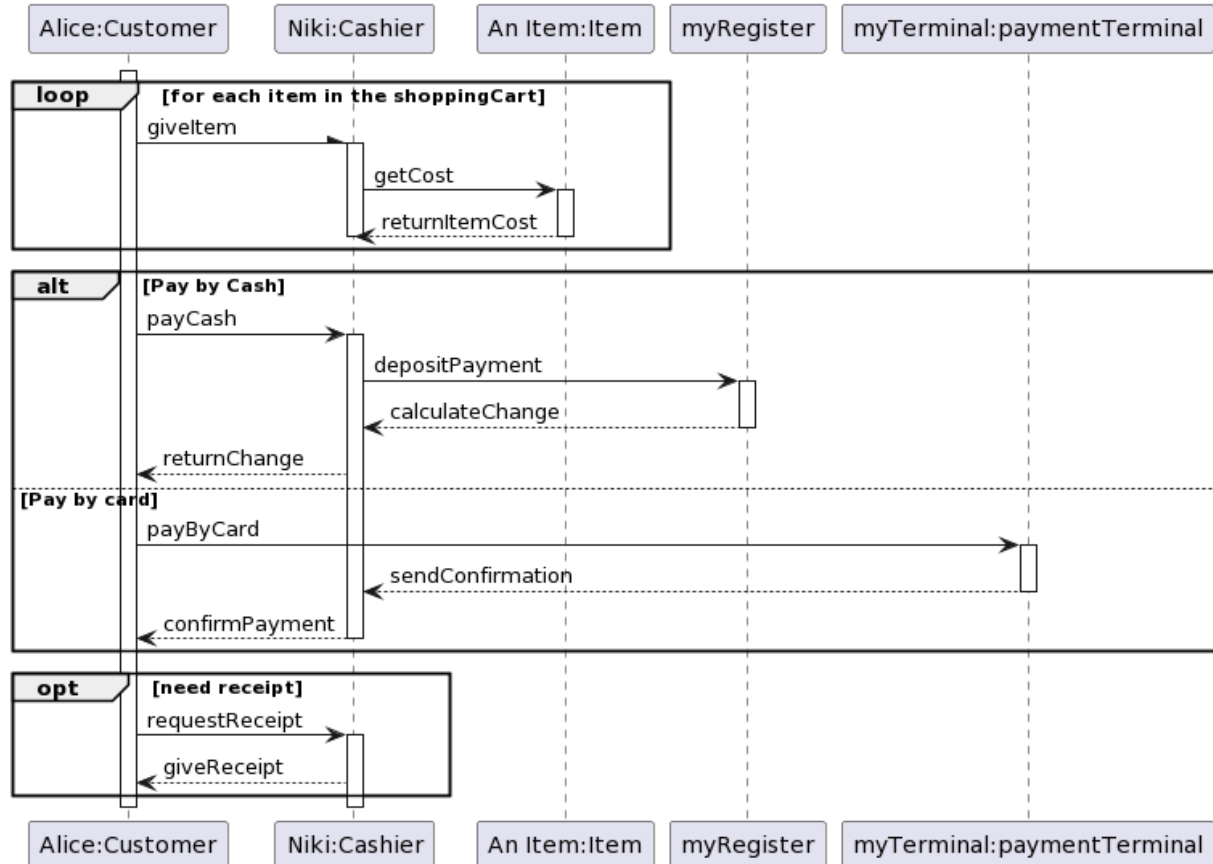 Alice:Customer Niki:Cashier An Item:Item myRegister myTerminal:paymentTerminal
loop [for each item in the shoppingCart]
giveItem
getCost
returnItemCost
alt [Pay by Cash]
payCash
depositPayment
calculateChange
returnChange
[Pay by card]
payByCard
sendConfirmation
confirmPayment
opt [need receipt]
requestReceipt
giveReceipt
Alice:Customer Niki:Cashier An Item:Item myRegister myTerminal:paymentTerminal